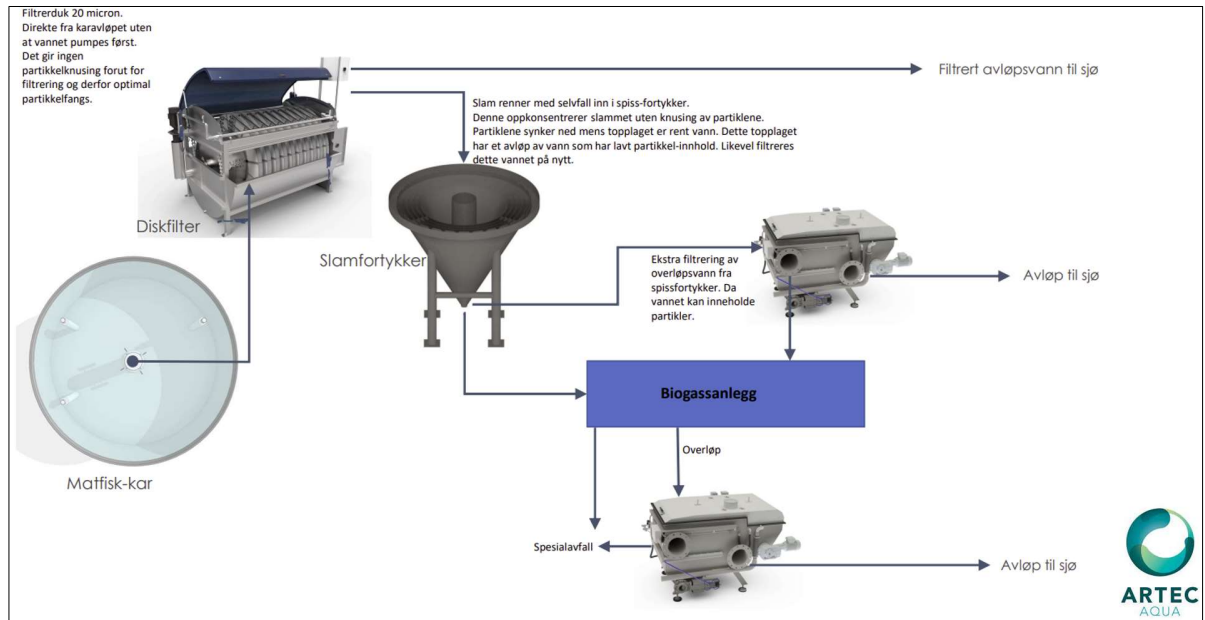 Filtrerduk 20 micron.
Direkte fra karavløpet uten
at vannet pumpes først.
Det gir ingen
partikkelknusing forut for
filtrering og derfor optimal
partikkelfangs.
Filtrert avløpsvann til sjø
Slam renner med selvfall inn i spiss-fortykker.
Denne oppkonsentrerer slammet uten knusing av partiklene.
Partiklene synker ned mens topplaget er rent vann. Dette topplaget
har et avløp av vann som har lavt partikkel-innhold. Likevel filtreres
dette vannet på nytt.
Diskfilter
Slamfortykker
Ekstra filtrering av
overløpsvann fra
spissfortykker. Da
vannet kan inneholde
partikler.
Avløp til sjø
Biogassanlegg
Matfisk-kar
Overløp
Spesialavfall
Avløp til sjø
ARTEC
AQUA